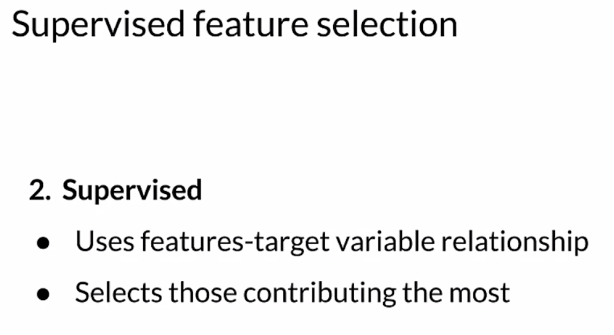 Supervised feature selection
2. Supervised
● Uses features-target variable relationship
● Selects those contributing the most